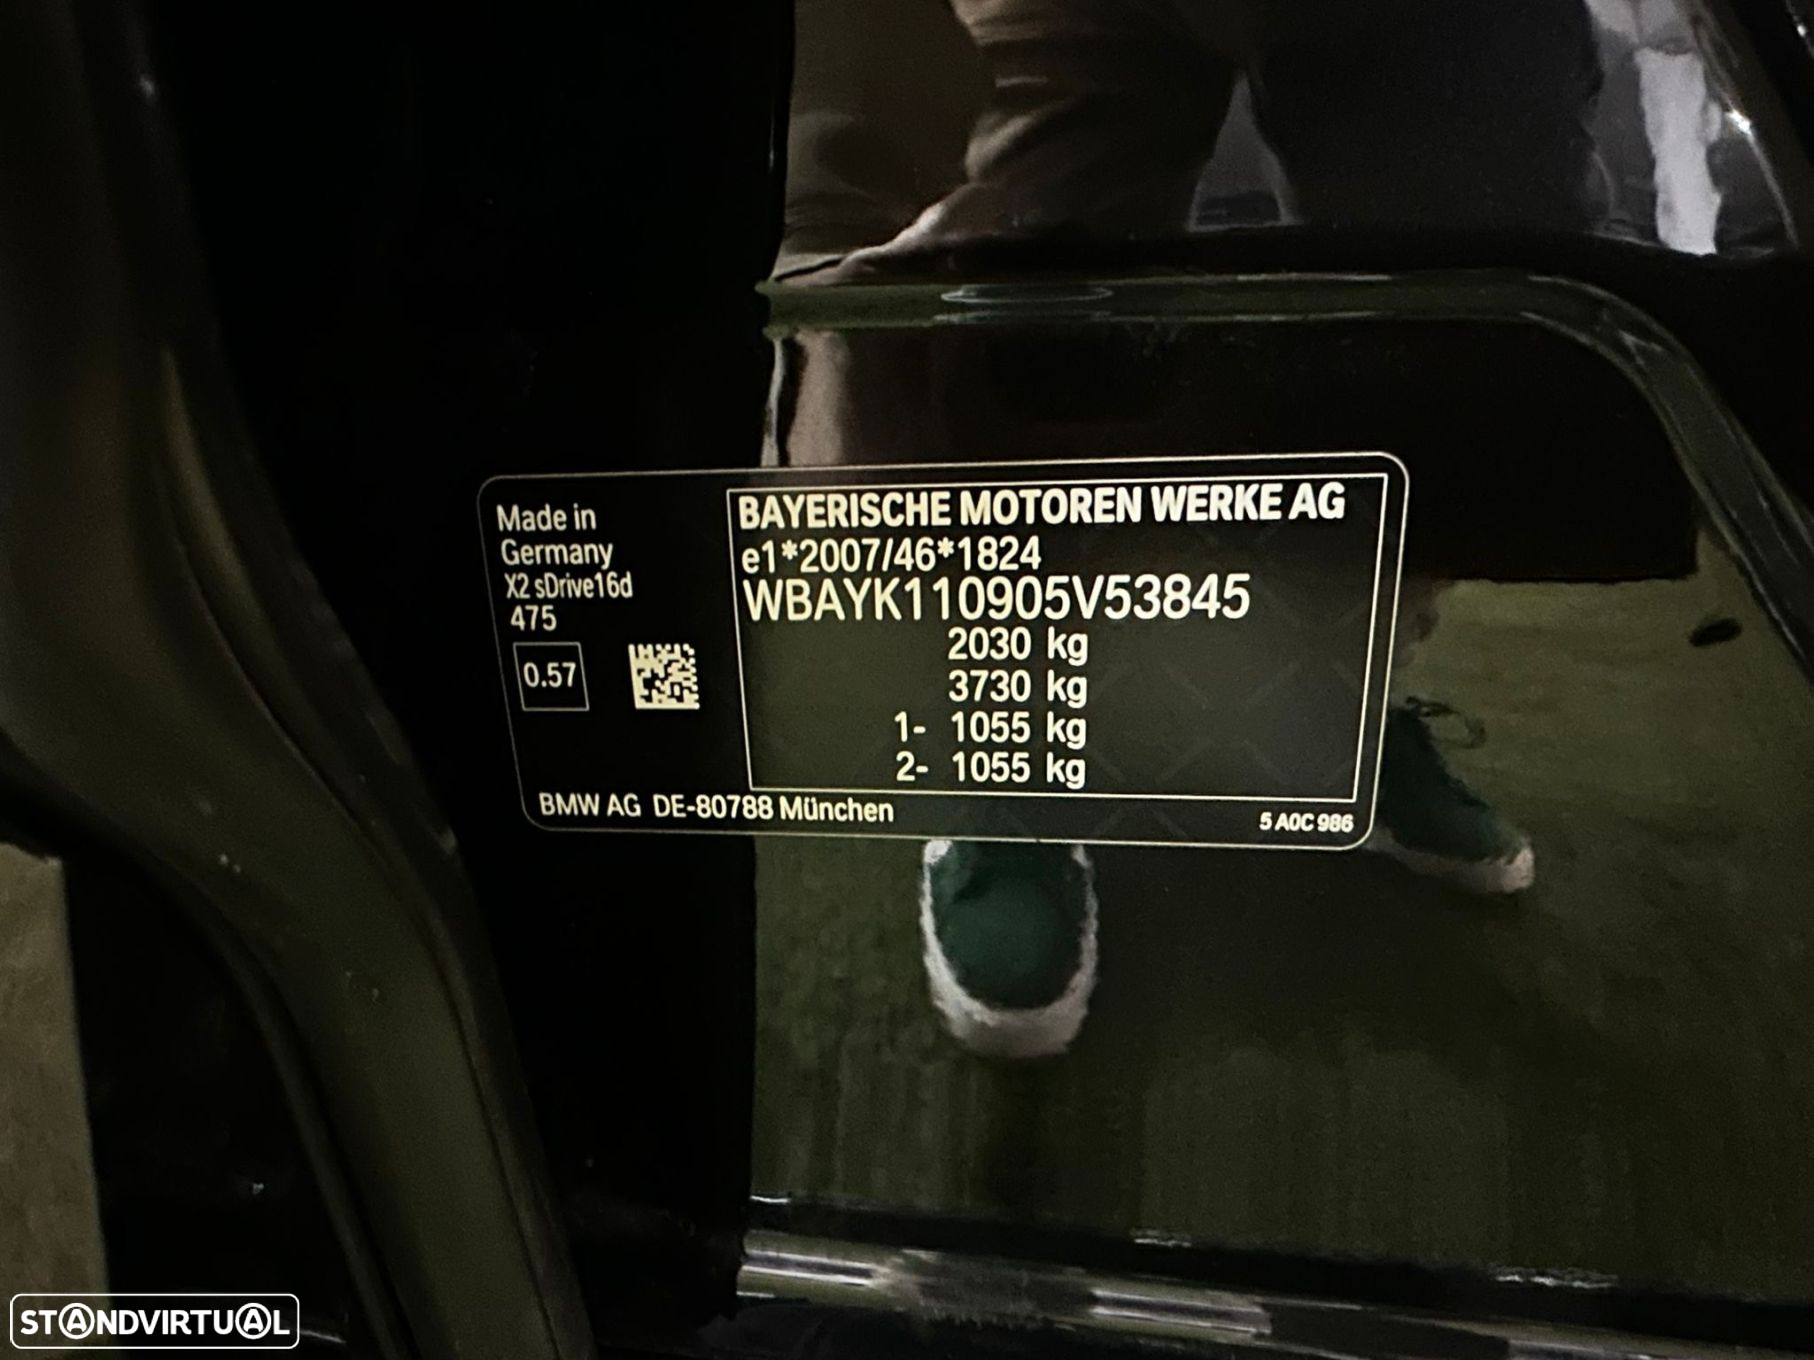 Made in
Germany
X2 sDrive16d
475
0.57
BAYERISCHE MOTOREN WERKE AG
e1*2007/46*1824
WBAYK110905V53845
2030 kg
3730 kg
1- 1055 kg
2- 1055 kg
BMW AG DE-80788 München
5 A0C 986
STANDVIRTUAL